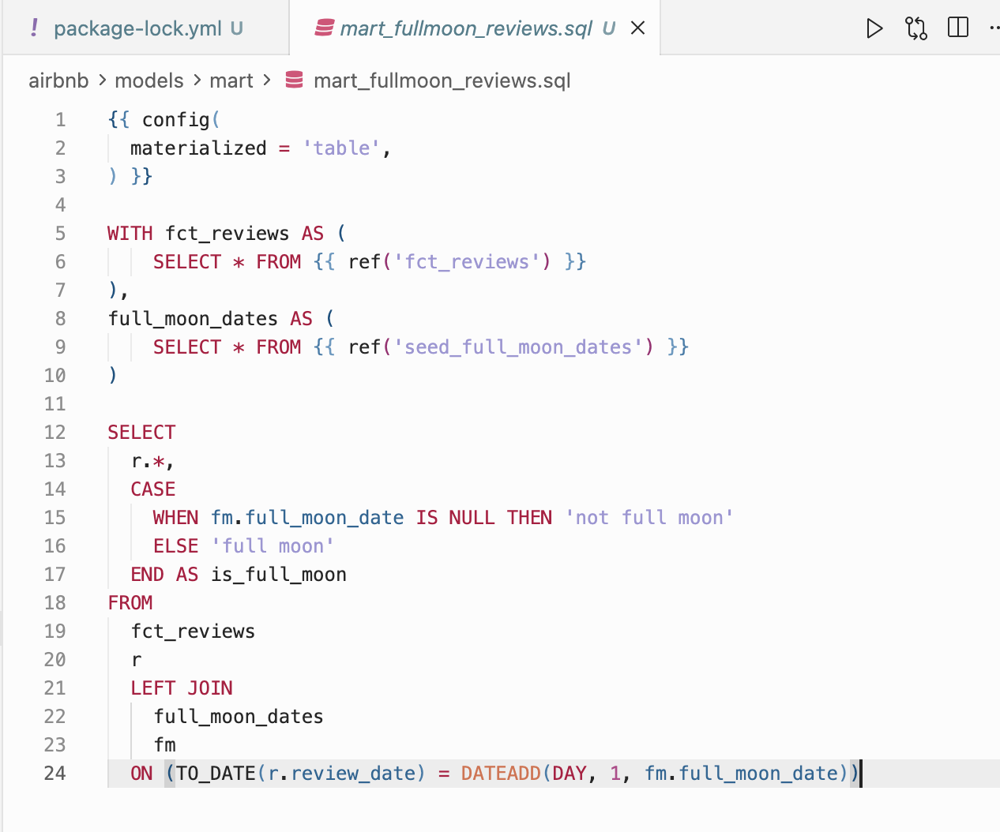 ! package-lock.yml U mart_fullmoon_reviews.sql U
airbnb > models > mart > mart_fullmoon_reviews.sql
1 {{ config(
2   materialized = 'table',
3 ) }}
4
5 WITH fct_reviews AS (
6     SELECT * FROM {{ ref('fct_reviews') }}
7 ),
8 full_moon_dates AS (
9     SELECT * FROM {{ ref('seed_full_moon_dates') }}
10 )
11
12 SELECT
13   r.*,
14   CASE
15     WHEN fm.full_moon_date IS NULL THEN 'not full moon'
16     ELSE 'full moon'
17   END AS is_full_moon
18 FROM
19   fct_reviews
20   r
21   LEFT JOIN
22     full_moon_dates
23     fm
24   ON (TO_DATE(r.review_date) = DATEADD(DAY, 1, fm.full_moon_date))